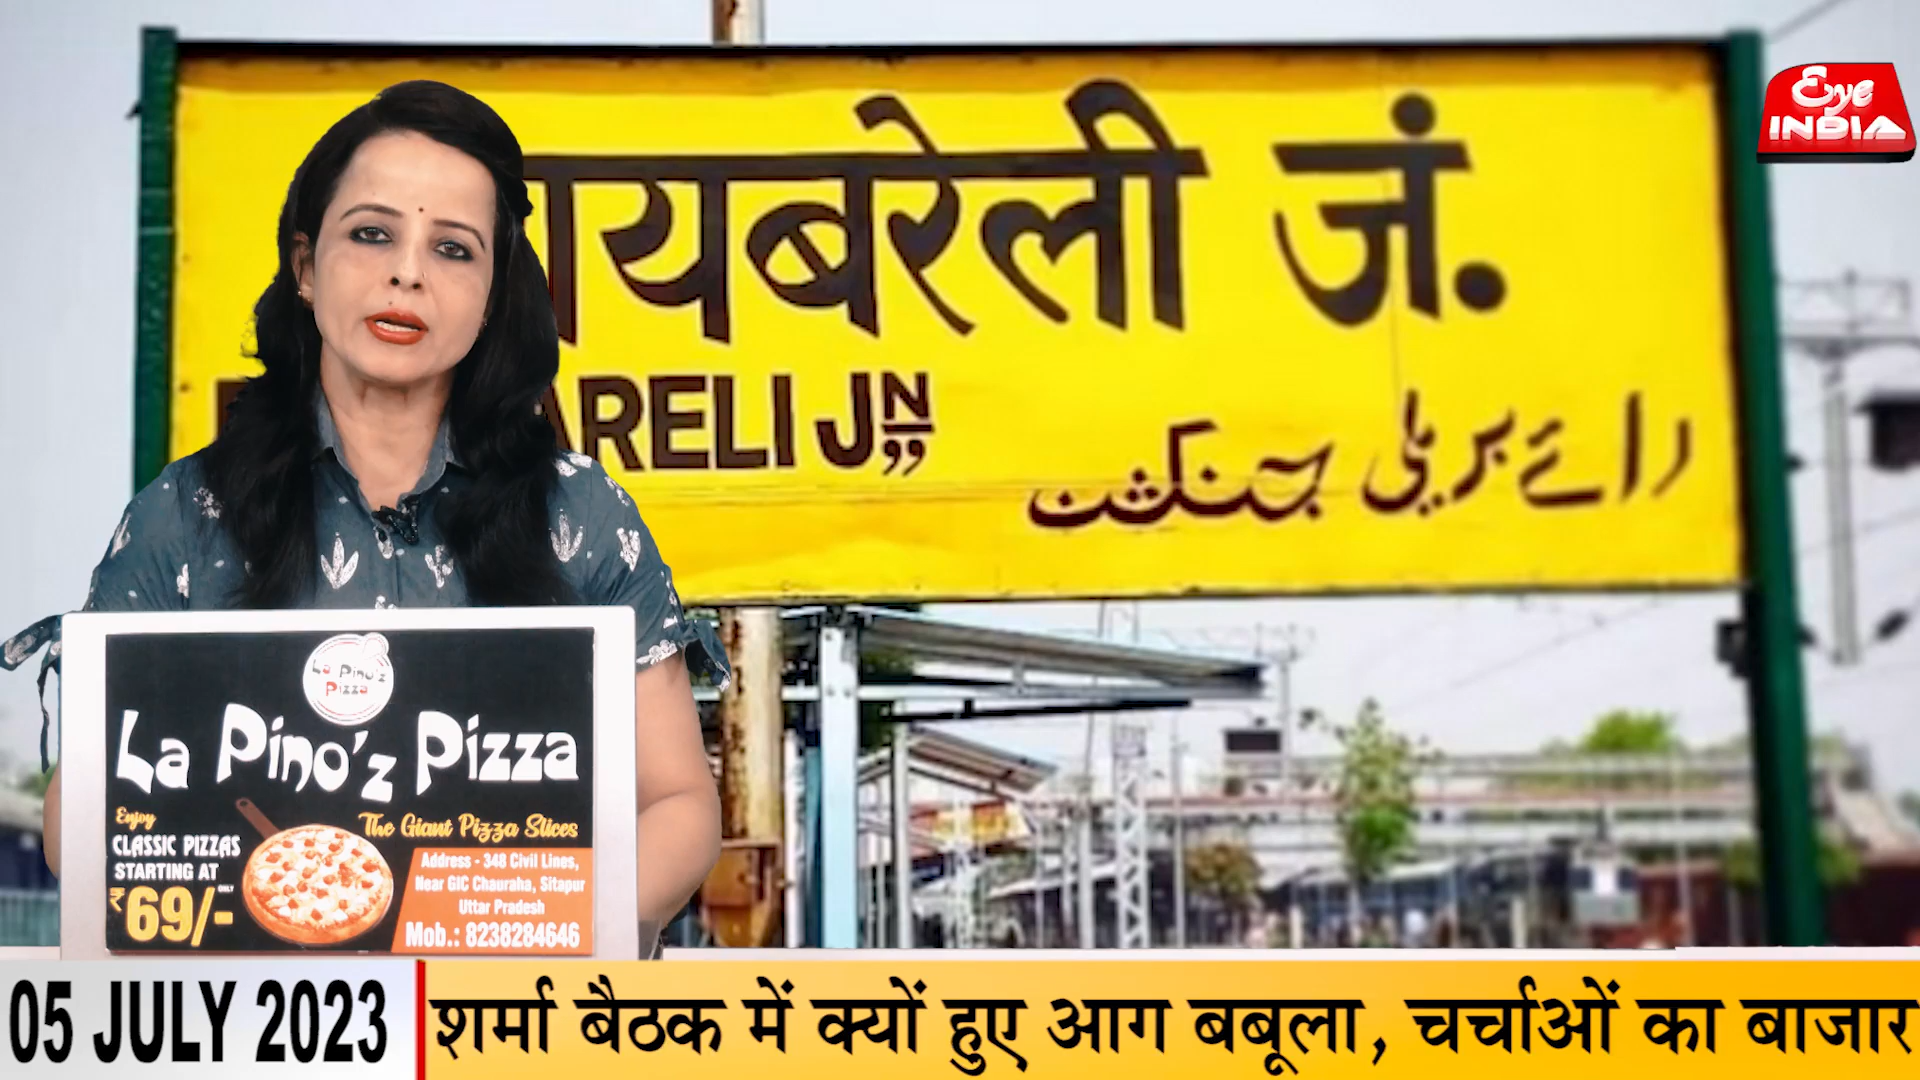 Eye
INDIA
यबरेली जं.
ARELI JN
رائے بریلی جنکشن
La Pino'z
Pizza
La Pino'z Pizza
Enjoy
CLASSIC PIZZAS
STARTING AT
₹69/-
ONLY
The Giant Pizza Slices
Address - 348 Civil Lines,
Near GIC Chauraha, Sitapur
Uttar Pradesh
Mob.: 8238284646
05 JULY 2023
शर्मा बैठक में क्यों हुए आग बबूला, चर्चाओं का बाजार